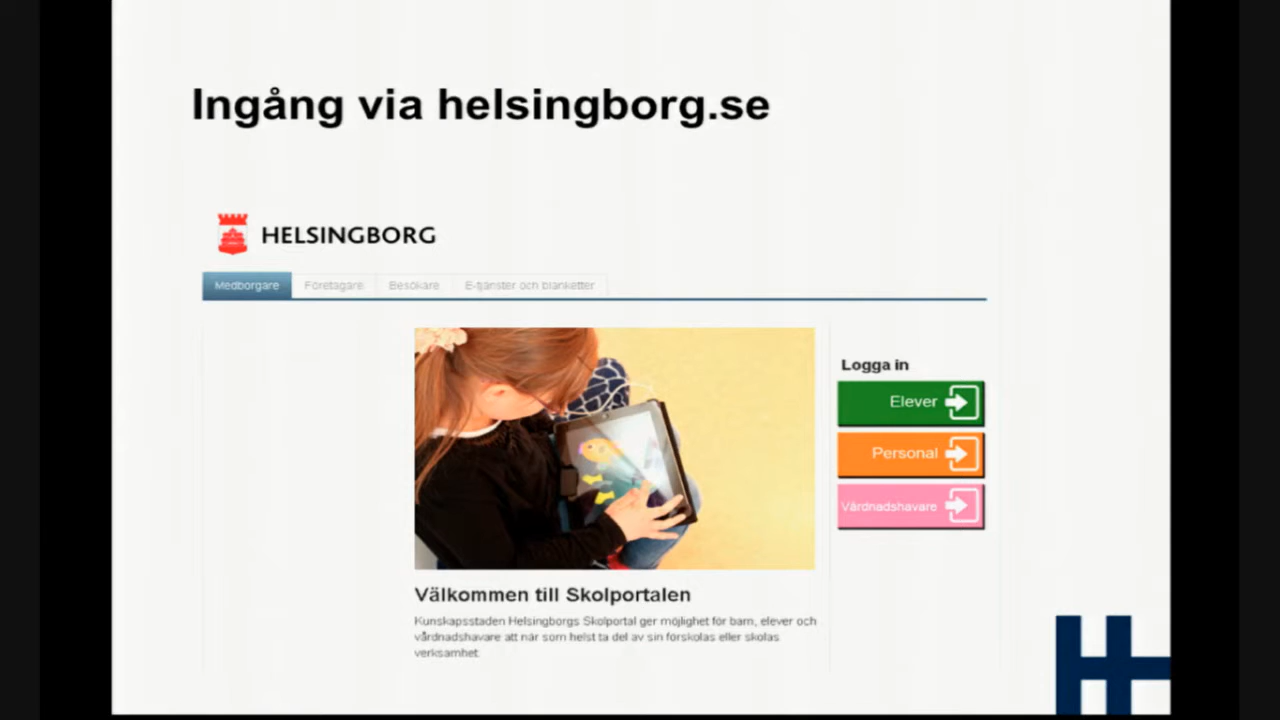 Ingång via helsingborg.se
HELSINGBORG
Medborgare Företagare Besökare E-tjänster och blanketter
Logga in
Elever
Personal
Vårdnadshavare
Välkommen till Skolportalen
Kunskapsstaden Helsingborgs Skolportal ger möjlighet för barn, elever och
vårdnadshavare att när som helst ta del av sin förskolas eller skolas
verksamhet.